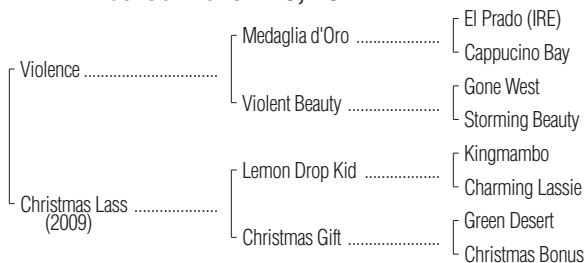 El Prado (IRE)
Medaglia d'Oro
Cappucino Bay
Violence
Gone West
Violent Beauty
Storming Beauty
Kingmambo
Lemon Drop Kid
Charming Lassie
Christmas Lass
(2009)
Green Desert
Christmas Gift
Christmas Bonus